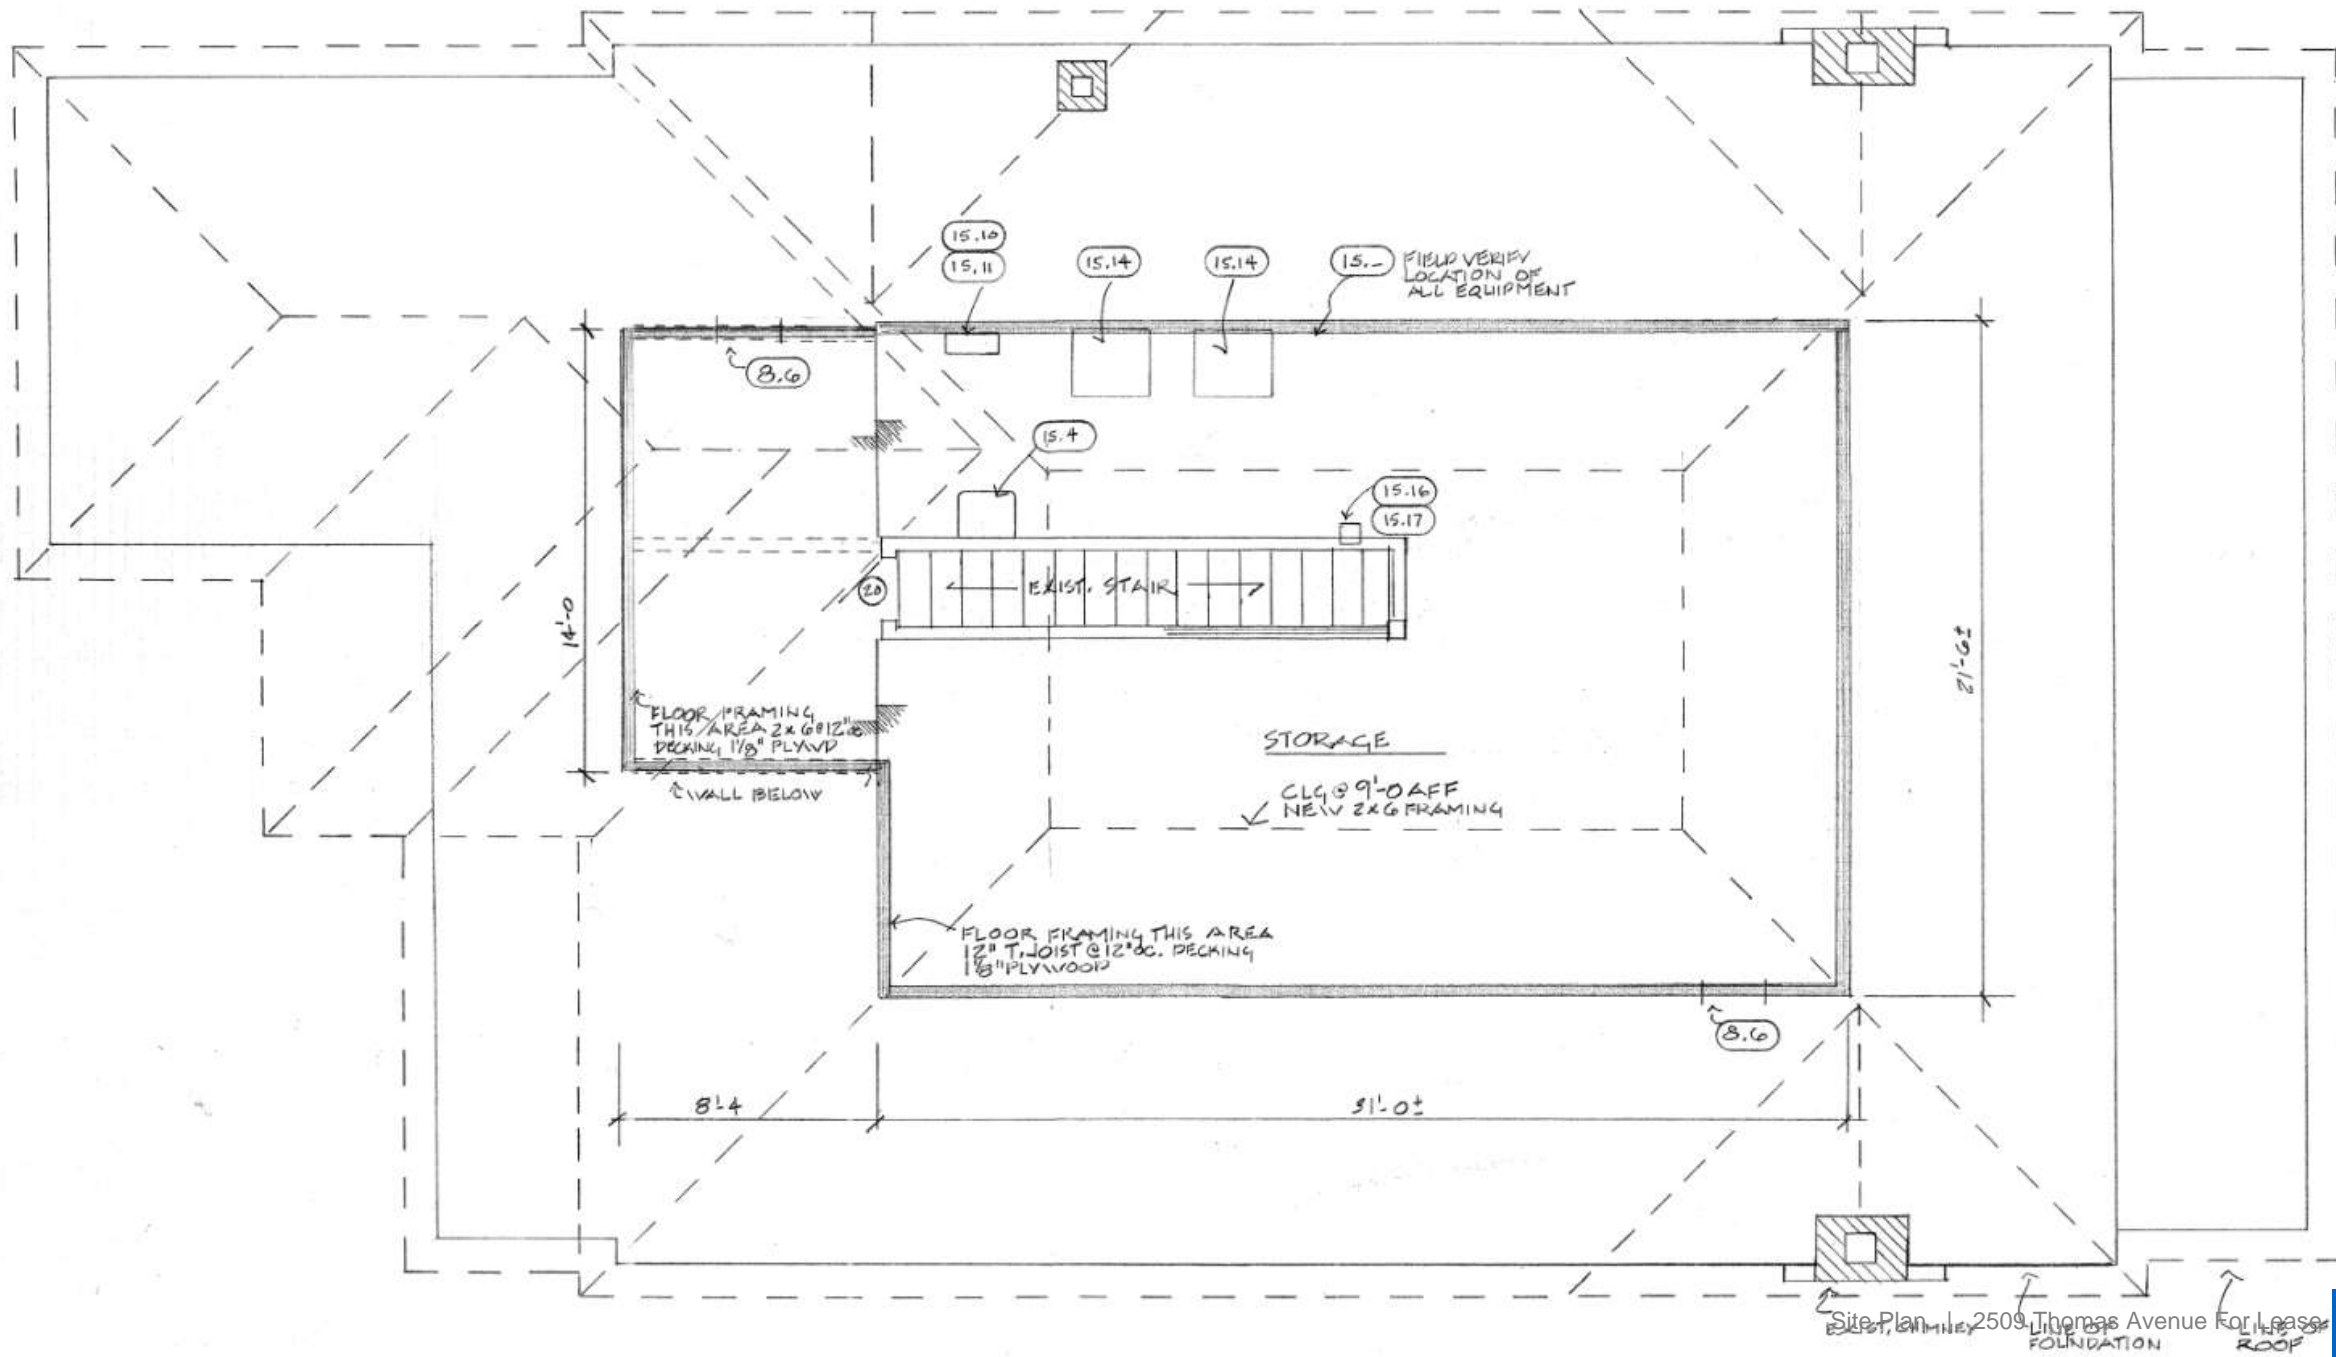 15.10
15.11
15.14
15.14
15.-
FIELD VERIFY
LOCATION OF
ALL EQUIPMENT
8.6
15.4
15.16
15.17
20
EXIST. STAIR
14'-0
21'-6±
FLOOR FRAMING
THIS AREA 2x6@12"oc
DECKING 1 1/8" PLYWD
WALL BELOW
STORAGE
CLG@9'-0 AFF
NEW 2x6 FRAMING
FLOOR FRAMING THIS AREA
12" T.JOIST @12"OC. DECKING
1 1/8" PLYWOOD
8.6
8'-4
31'-0±
Site Plan | 2509 Thomas Avenue For Lease
EXIST. CHIMNEY
LINE OF
FOUNDATION
LINE OF
ROOF